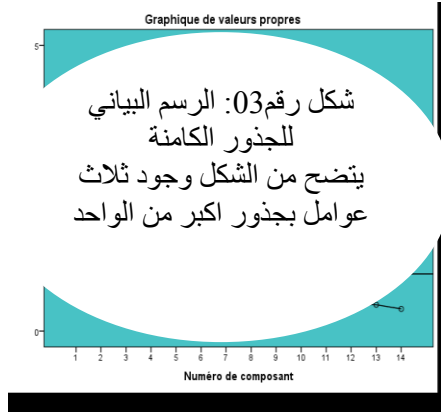 Graphique de valeurs propres
5
شكل رقم03: الرسم البياني
للجذور الكامنة
يتضح من الشكل وجود ثلاث
عوامل بجذور اكبر من الواحد
0
1 2 3 4 5 6 7 8 9 10 11 12 13 14
Numéro de composant